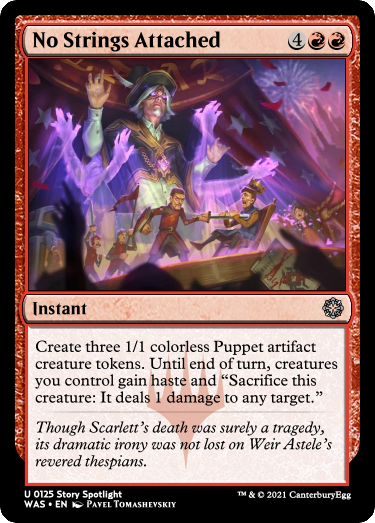 No Strings Attached 4
Instant
Create three 1/1 colorless Puppet artifact
creature tokens. Until end of turn, creatures
you control gain haste and “Sacrifice this
creature: It deals 1 damage to any target.”
Though Scarlett’s death was surely a tragedy,
its dramatic irony was not lost on Weir Astele’s
revered thespians.
U 0125 Story Spotlight
WAS • EN PAVEL TOMASHEVSKIY
™ & © 2021 CanterburyEgg